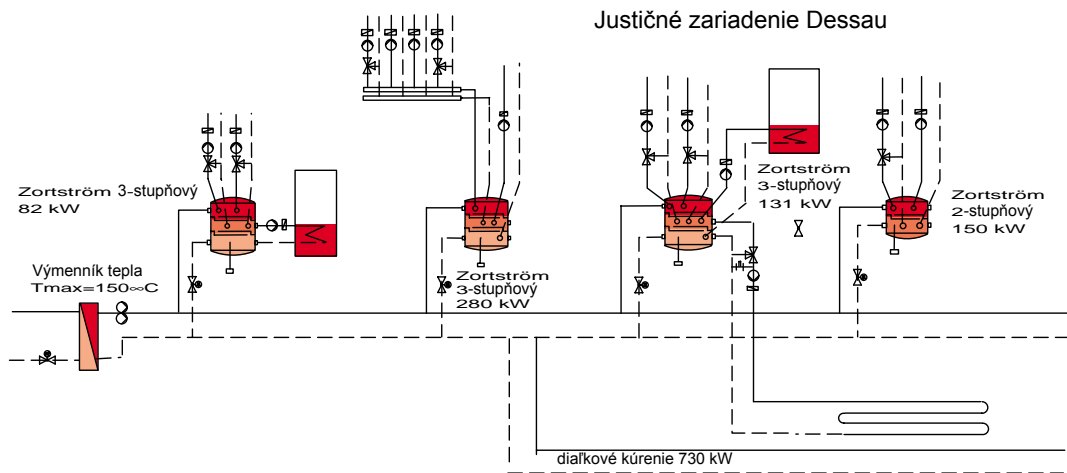 Justičné zariadenie Dessau
Zortström 3-stupňový
82 kW
Výmenník tepla
Tmax=150∞C
Zortström
3-stupňový
280 kW
Zortström
3-stupňový
131 kW
Zortström
2-stupňový
150 kW
diaľkové kúrenie 730 kW